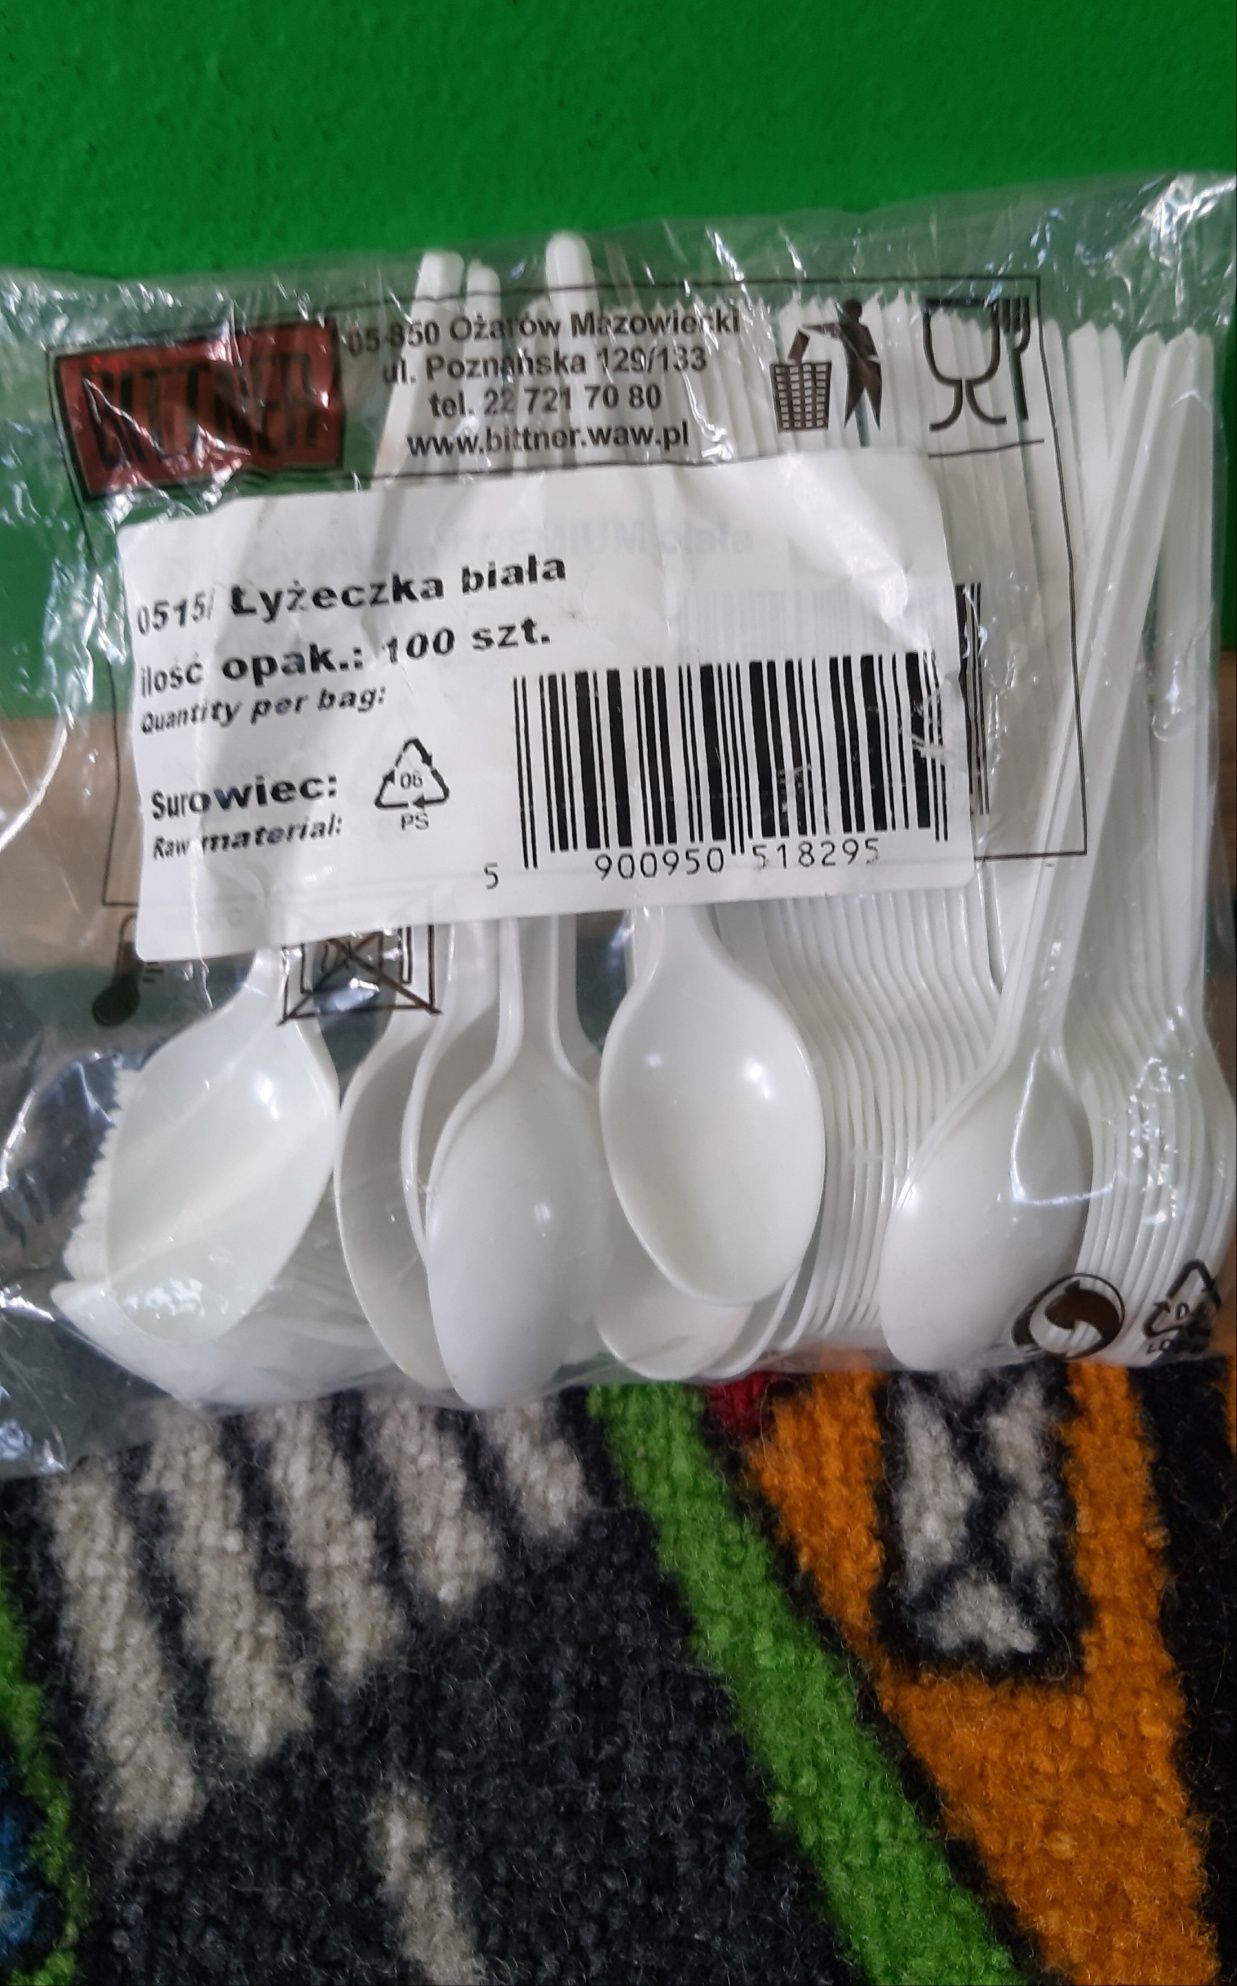 BITTNER
05-850 Ożarów Mazowiecki
ul. Poznańska 129/133
tel. 22 721 70 80
www.bittner.waw.pl
0515/ Łyżeczka biała
ilość opak.: 100 szt.
Quantity per bag:
Surowiec:
Raw material:
06
PS
5 900950 518295